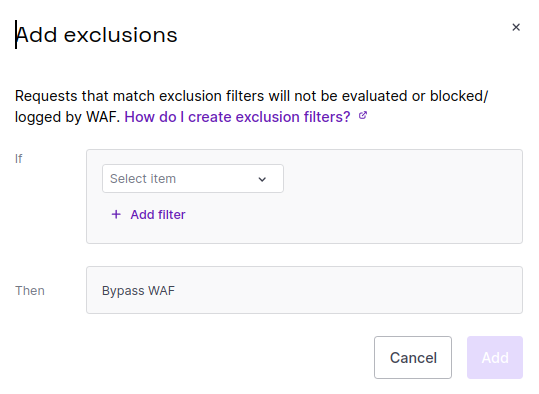 Add exclusions
Requests that match exclusion filters will not be evaluated or blocked/
logged by WAF. How do I create exclusion filters?
If
Select item
+ Add filter
Then
Bypass WAF
Cancel
Add